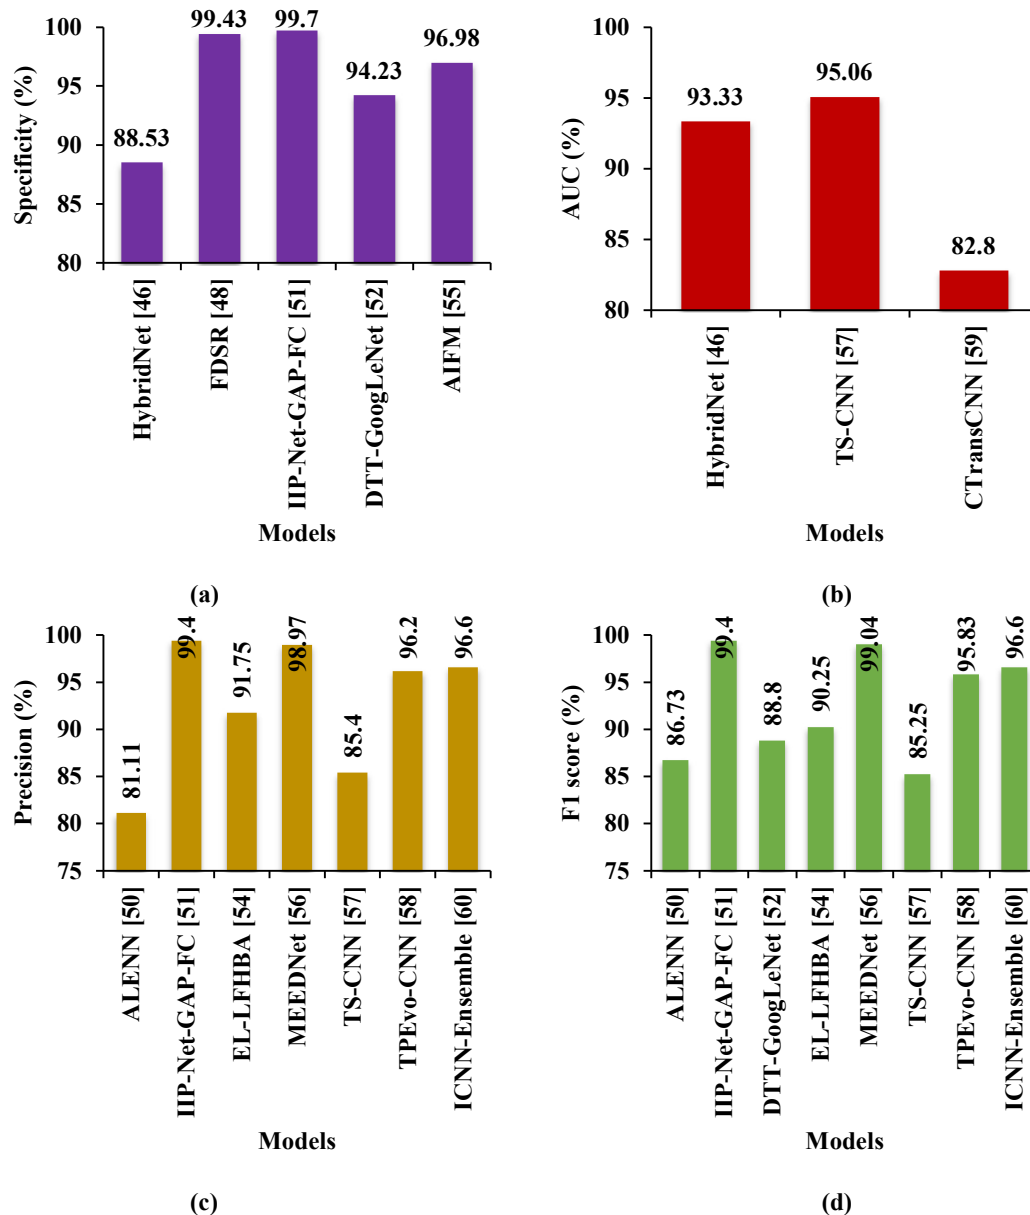 Specificity (%)
100
95
90
85
80
88.53
99.43
99.7
94.23
96.98
HybridNet [46]
FDSR [48]
IIP-Net-GAP-FC [51]
DTT-GoogLeNet [52]
AIFM [55]
Models
(a)
AUC (%)
100
95
90
85
80
93.33
95.06
82.8
HybridNet [46]
TS-CNN [57]
CTransCNN [59]
Models
(b)
Precision (%)
100
95
90
85
80
75
81.11
99.4
91.75
98.97
85.4
96.2
96.6
ALENN [50]
IIP-Net-GAP-FC [51]
EL-LFHBA [54]
MEEDNet [56]
TS-CNN [57]
TPEvo-CNN [58]
ICNN-Ensemble [60]
Models
(c)
F1 score (%)
100
95
90
85
80
75
86.73
99.4
88.8
90.25
99.04
85.25
95.83
96.6
ALENN [50]
IIP-Net-GAP-FC [51]
DTT-GoogLeNet [52]
EL-LFHBA [54]
MEEDNet [56]
TS-CNN [57]
TPEvo-CNN [58]
ICNN-Ensemble [60]
Models
(d)